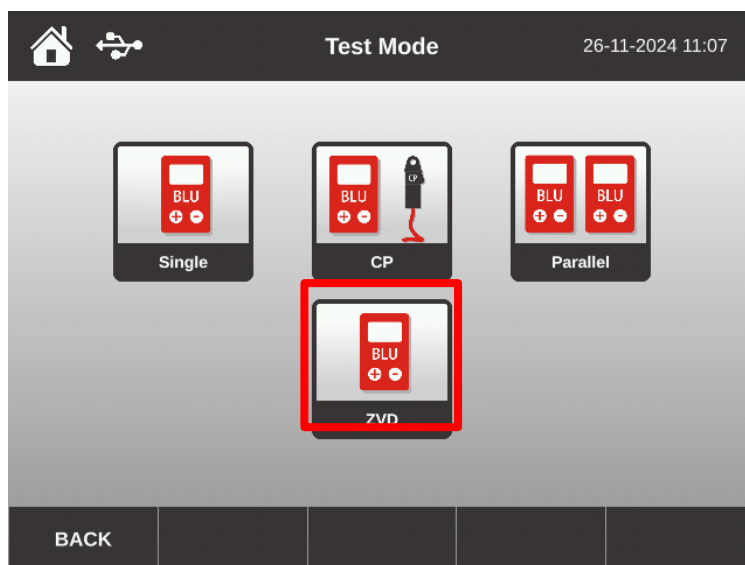 Test Mode
26-11-2024 11:07
BLU
Single
BLU
CP
CP
BLU
BLU
Parallel
BLU
ZVD
BACK